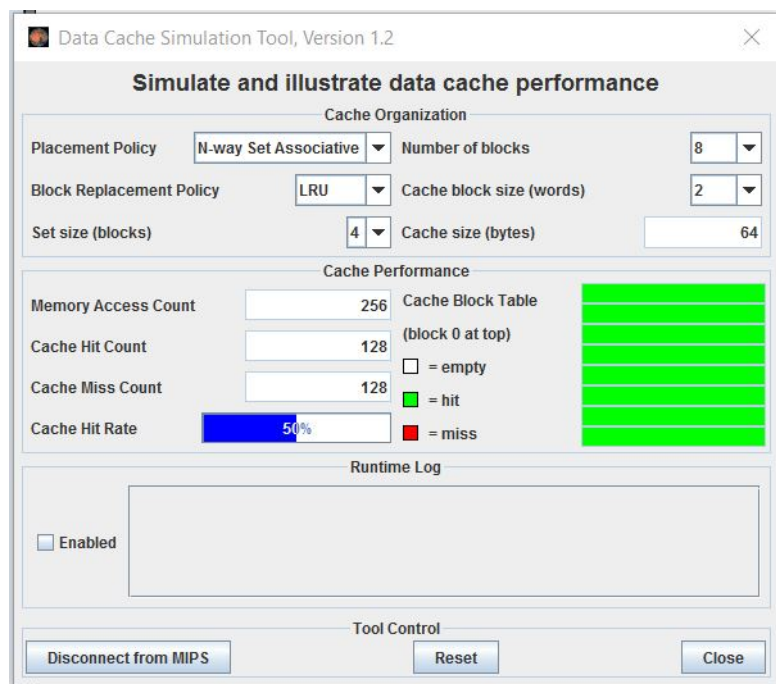 Data Cache Simulation Tool, Version 1.2
Simulate and illustrate data cache performance
Cache Organization
Placement Policy N-way Set Associative Number of blocks 8
Block Replacement Policy LRU Cache block size (words) 2
Set size (blocks) 4 Cache size (bytes) 64
Cache Performance
Memory Access Count 256 Cache Block Table
(block 0 at top)
Cache Hit Count 128
= empty
Cache Miss Count 128
= hit
Cache Hit Rate 50%
= miss
Runtime Log
Enabled
Tool Control
Disconnect from MIPS Reset Close